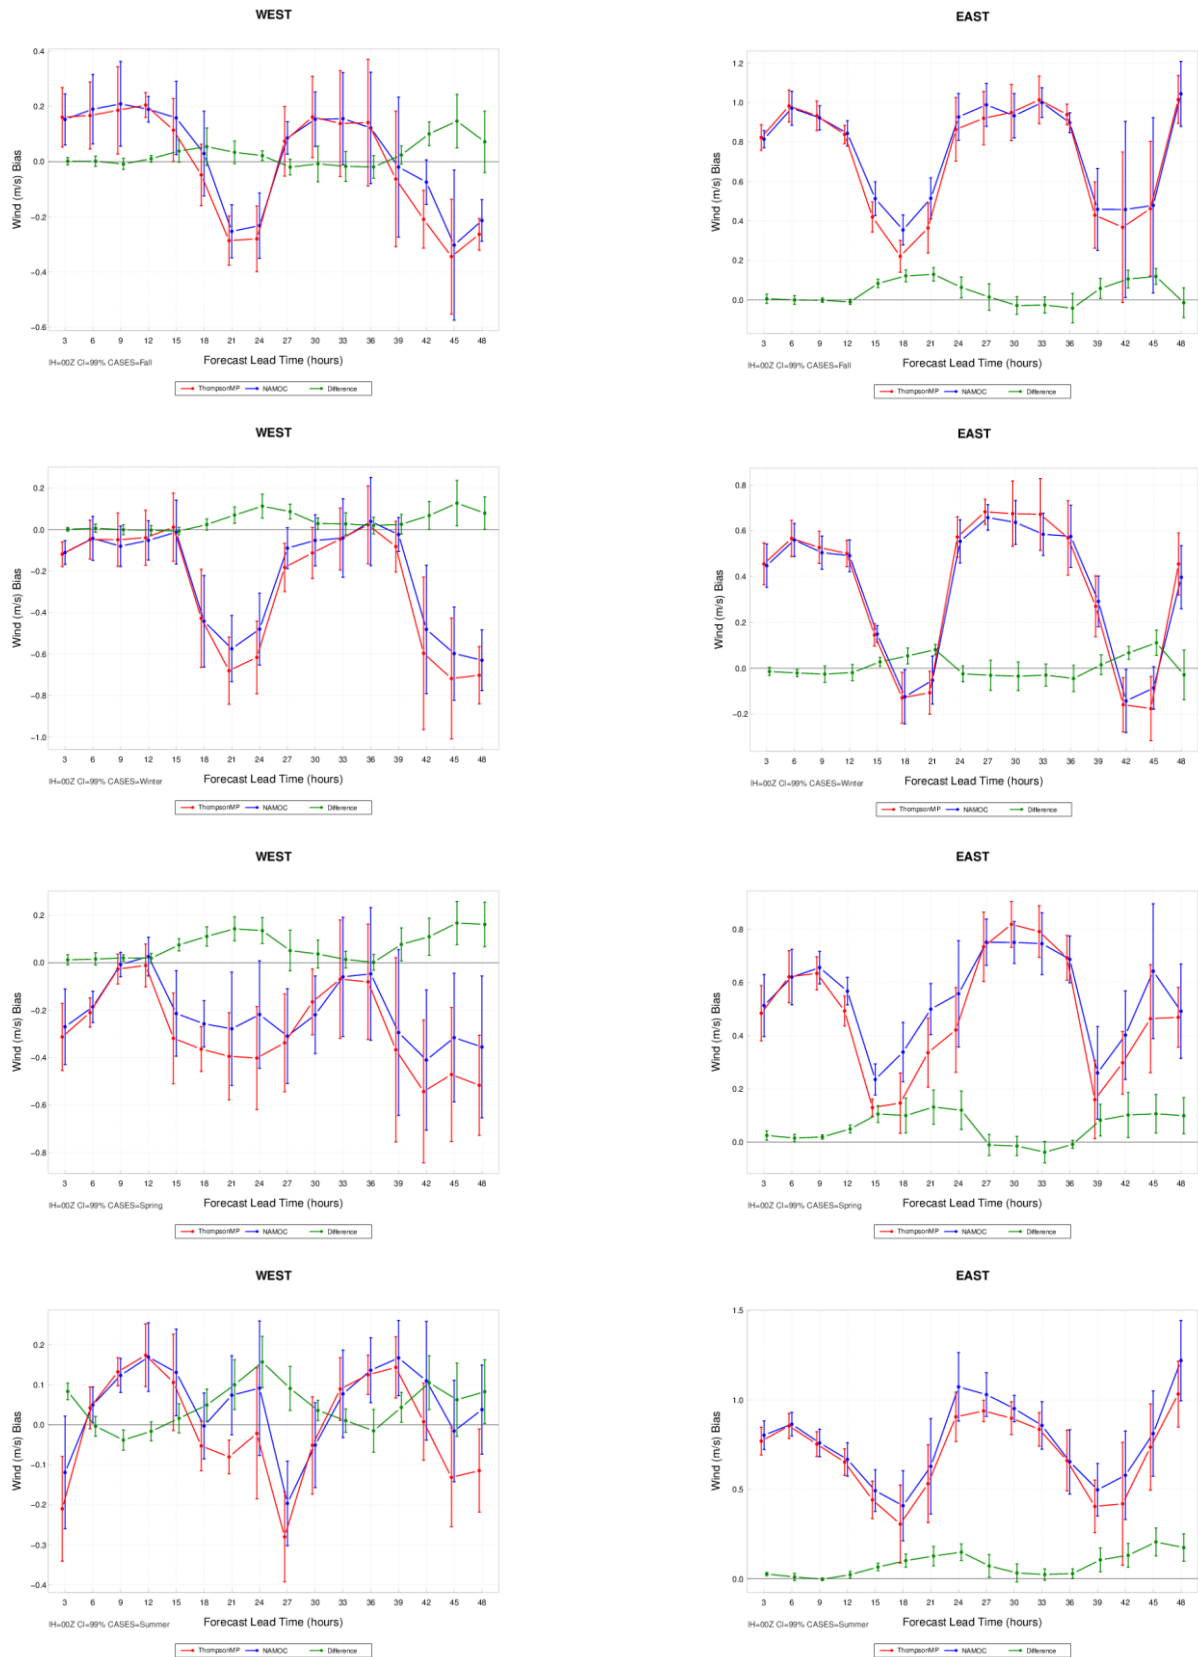 WEST
0.4
0.2
0.0
−0.2
−0.4
−0.6
Wind (m/s) Bias
3 6 9 12 15 18 21 24 27 30 33 36 39 42 45 48
Forecast Lead Time (hours)
IH=00Z CI=99% CASES=Fall
ThompsonMP NAMOC Difference
EAST
1.2
1.0
0.8
0.6
0.4
0.2
0.0
Wind (m/s) Bias
3 6 9 12 15 18 21 24 27 30 33 36 39 42 45 48
Forecast Lead Time (hours)
IH=00Z CI=99% CASES=Fall
ThompsonMP NAMOC Difference
WEST
0.2
0.0
−0.2
−0.4
−0.6
−0.8
−1.0
Wind (m/s) Bias
3 6 9 12 15 18 21 24 27 30 33 36 39 42 45 48
Forecast Lead Time (hours)
IH=00Z CI=99% CASES=Winter
ThompsonMP NAMOC Difference
EAST
0.8
0.6
0.4
0.2
0.0
−0.2
Wind (m/s) Bias
3 6 9 12 15 18 21 24 27 30 33 36 39 42 45 48
Forecast Lead Time (hours)
IH=00Z CI=99% CASES=Winter
ThompsonMP NAMOC Difference
WEST
0.2
0.0
−0.2
−0.4
−0.6
−0.8
Wind (m/s) Bias
3 6 9 12 15 18 21 24 27 30 33 36 39 42 45 48
Forecast Lead Time (hours)
IH=00Z CI=99% CASES=Spring
ThompsonMP NAMOC Difference
EAST
0.8
0.6
0.4
0.2
0.0
Wind (m/s) Bias
3 6 9 12 15 18 21 24 27 30 33 36 39 42 45 48
Forecast Lead Time (hours)
IH=00Z CI=99% CASES=Spring
ThompsonMP NAMOC Difference
WEST
0.2
0.1
0.0
−0.1
−0.2
−0.3
−0.4
Wind (m/s) Bias
3 6 9 12 15 18 21 24 27 30 33 36 39 42 45 48
Forecast Lead Time (hours)
IH=00Z CI=99% CASES=Summer
ThompsonMP NAMOC Difference
EAST
1.5
1.0
0.5
0.0
Wind (m/s) Bias
3 6 9 12 15 18 21 24 27 30 33 36 39 42 45 48
Forecast Lead Time (hours)
IH=00Z CI=99% CASES=Summer
ThompsonMP NAMOC Difference